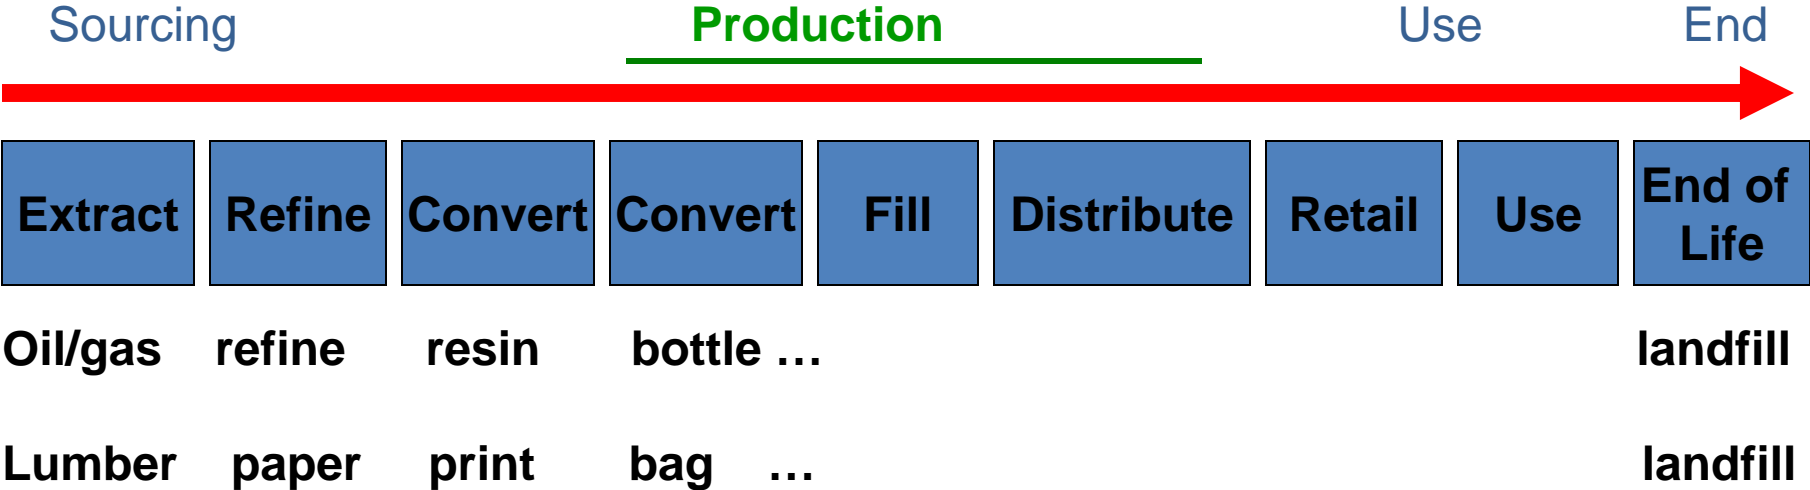 Sourcing Production Use End
Extract Refine Convert Convert Fill Distribute Retail Use End of Life
Oil/gas refine resin bottle … landfill
Lumber paper print bag … landfill